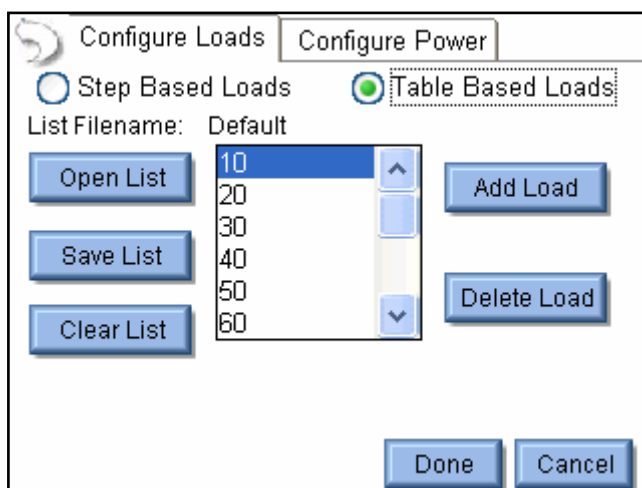 Configure Loads Configure Power
Step Based Loads Table Based Loads
List Filename: Default
Open List
Save List
Clear List
10
20
30
40
50
60
Add Load
Delete Load
Done Cancel